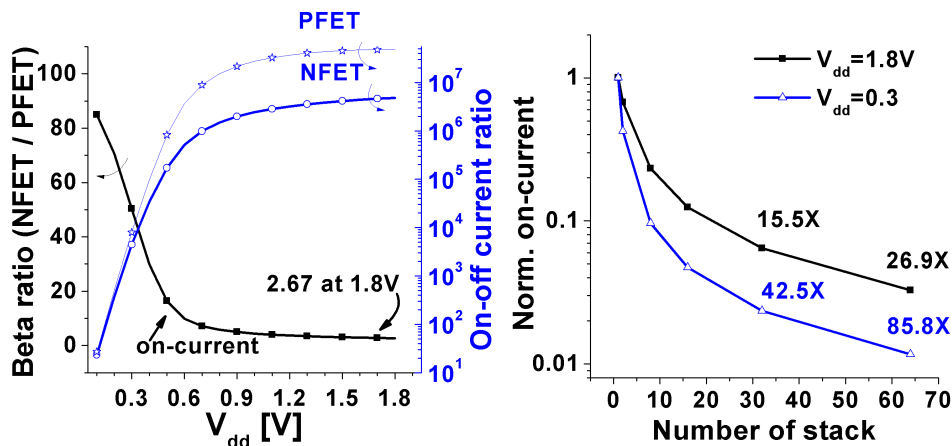 PFET
NFET
Beta ratio (NFET / PFET)
100
80
60
40
20
0
2.67 at 1.8V
on-current
0.3 0.6 0.9 1.2 1.5 1.8
V_dd [V]
10^7
10^6
10^5
10^4
10^3
10^2
10^1
On-off current ratio
V_dd=1.8V
V_dd=0.3
Norm. on-current
1
0.1
0.01
15.5X
26.9X
42.5X
85.8X
0 10 20 30 40 50 60 70
Number of stack